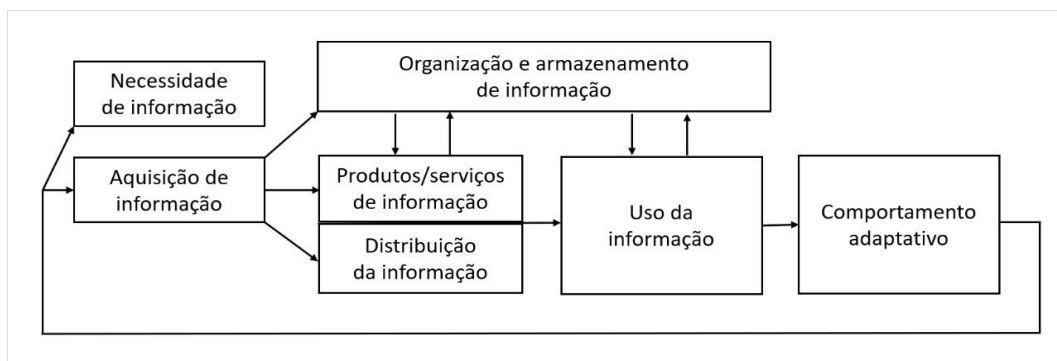 Necessidade
de informação
Organização e armazenamento
de informação
Aquisição de
informação
Produtos/serviços
de informação
Distribuição
da informação
Uso da
informação
Comportamento
adaptativo